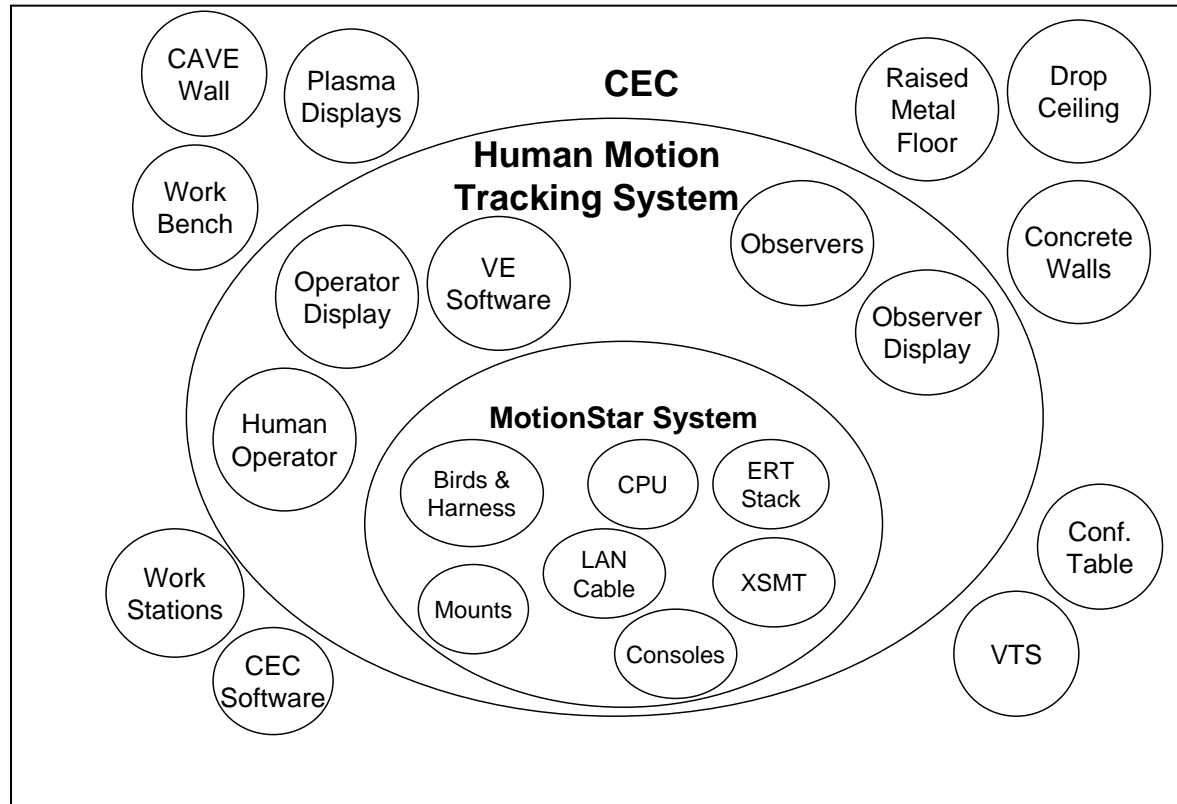 CAVE
Wall
Plasma
Displays
CEC
Raised
Metal
Floor
Drop
Ceiling
Work
Bench
Human Motion
Tracking System
Observers
Concrete
Walls
Operator
Display
VE
Software
Observer
Display
Human
Operator
MotionStar System
Birds &
Harness
CPU
ERT
Stack
LAN
Cable
XSMT
Mounts
Consoles
Work
Stations
CEC
Software
Conf.
Table
VTS